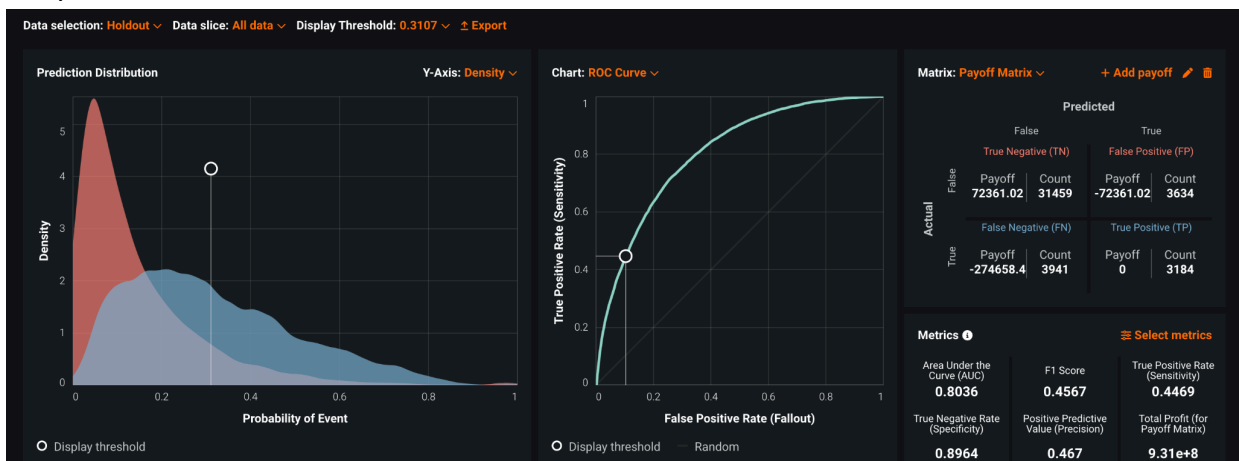 Data selection: Holdout Data slice: All data Display Threshold: 0.3107 Export
Prediction Distribution
Y-Axis: Density
5
4
3
2
1
0
Density
0 0.2 0.4 0.6 0.8 1
Probability of Event
Display threshold
Chart: ROC Curve
1
0.8
0.6
0.4
0.2
0
True Positive Rate (Sensitivity)
0 0.2 0.4 0.6 0.8 1
False Positive Rate (Fallout)
Display threshold Random
Matrix: Payoff Matrix + Add payoff
Predicted
False True
Actual
False
True Negative (TN) False Positive (FP)
Payoff Count Payoff Count
72361.02 31459 -72361.02 3634
True
False Negative (FN) True Positive (TP)
Payoff Count Payoff Count
-274658.4 3941 0 3184
Metrics
Select metrics
Area Under the
Curve (AUC)
0.8036
F1 Score
0.4567
True Positive Rate
(Sensitivity)
0.4469
True Negative Rate
(Specificity)
0.8964
Positive Predictive
Value (Precision)
0.467
Total Profit (for
Payoff Matrix)
9.31e+8